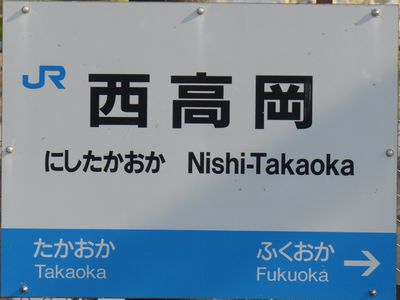 JR 西高岡
にしたかおか Nishi-Takaoka
たかおか ふくおか →
Takaoka Fukuoka